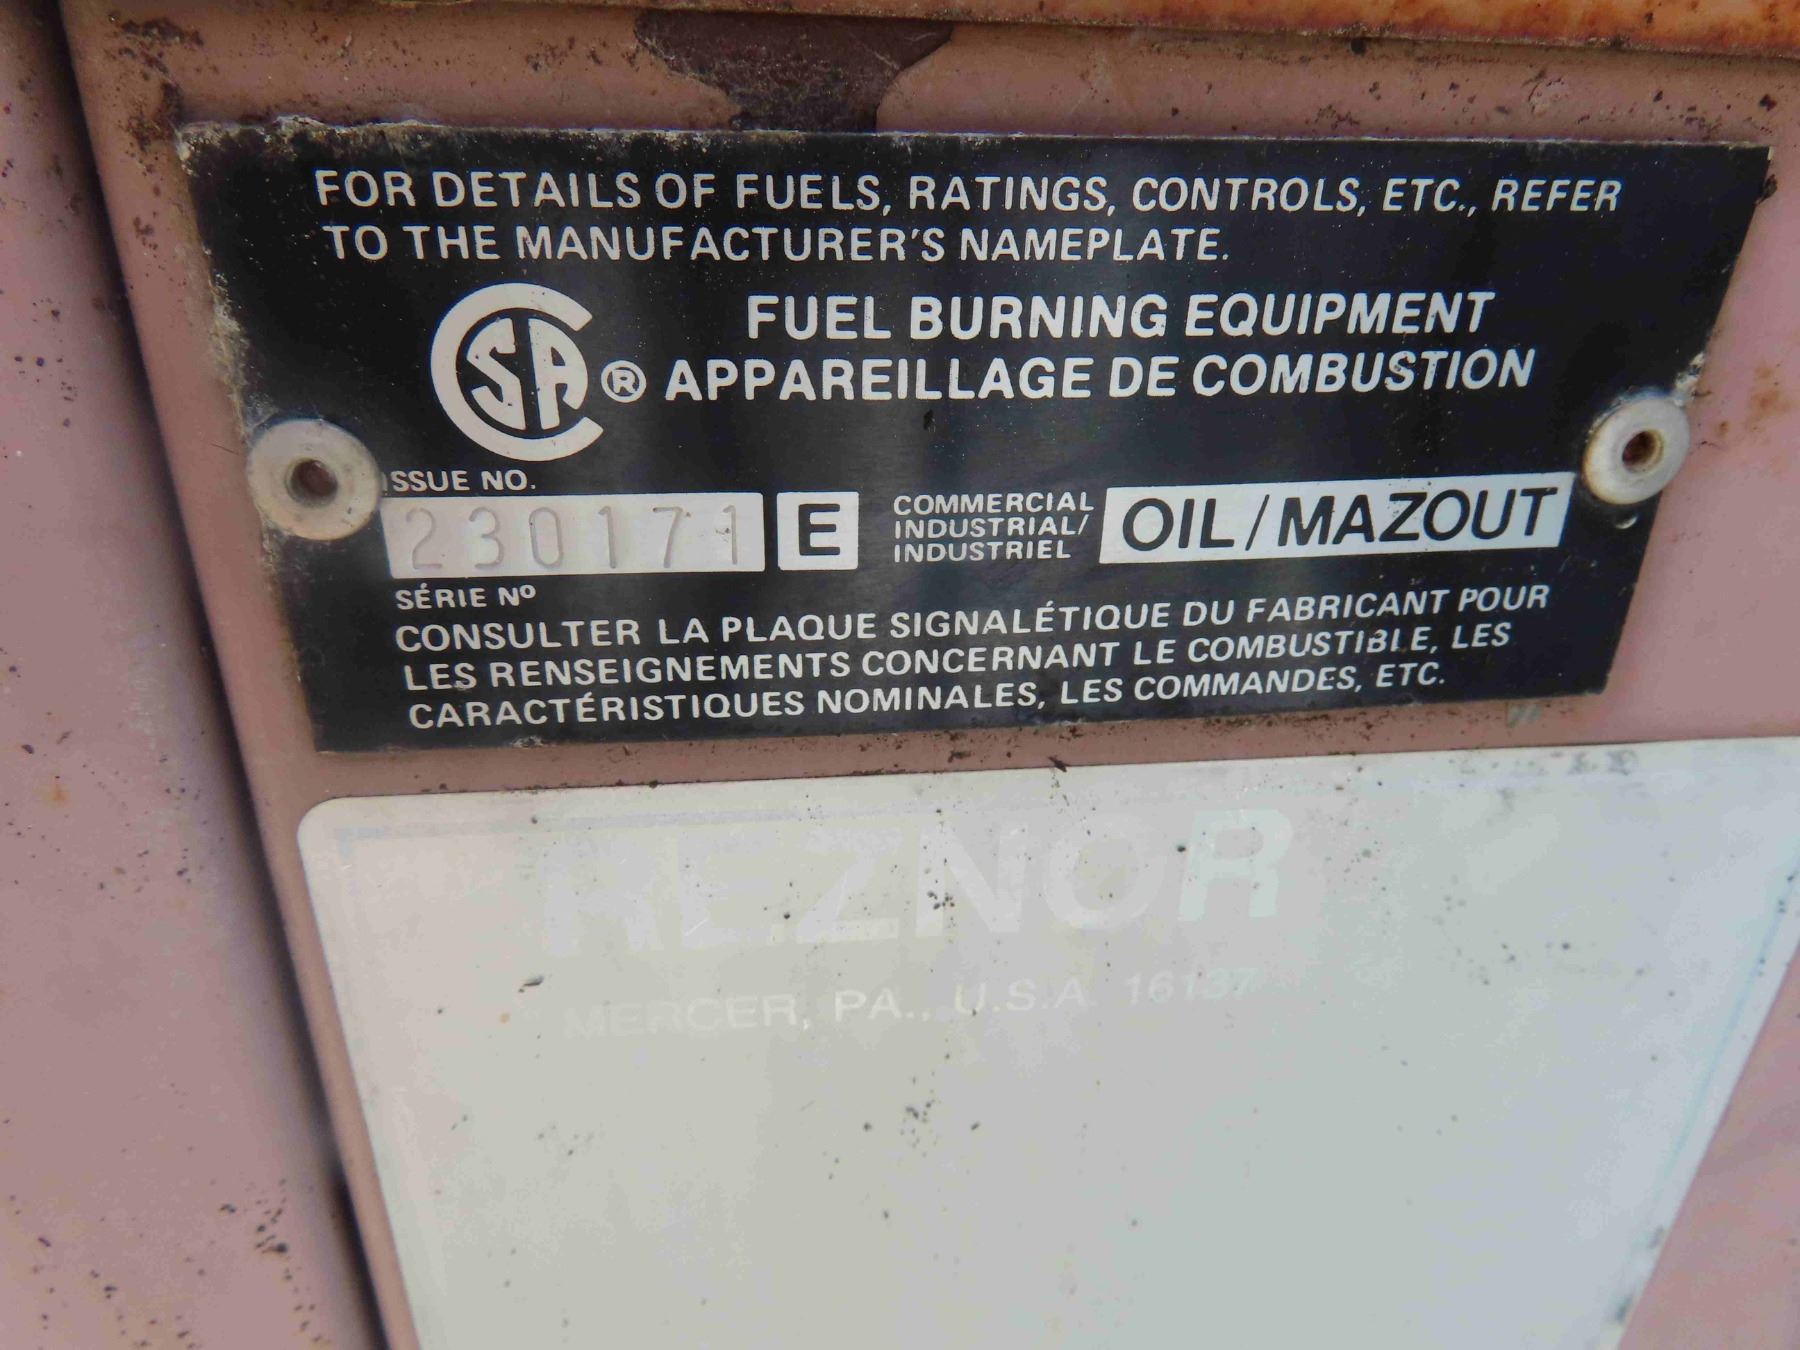 FOR DETAILS OF FUELS, RATINGS, CONTROLS, ETC., REFER
TO THE MANUFACTURER'S NAMEPLATE.
CSA ®
FUEL BURNING EQUIPMENT
APPAREILLAGE DE COMBUSTION
ISSUE NO.
230171 E
COMMERCIAL
INDUSTRIAL/
INDUSTRIEL
OIL/MAZOUT
SÉRIE Nº
CONSULTER LA PLAQUE SIGNALÉTIQUE DU FABRICANT POUR
LES RENSEIGNEMENTS CONCERNANT LE COMBUSTIBLE, LES
CARACTÉRISTIQUES NOMINALES, LES COMMANDES, ETC.
REZNOR
MERCER, PA., U.S.A. 16137